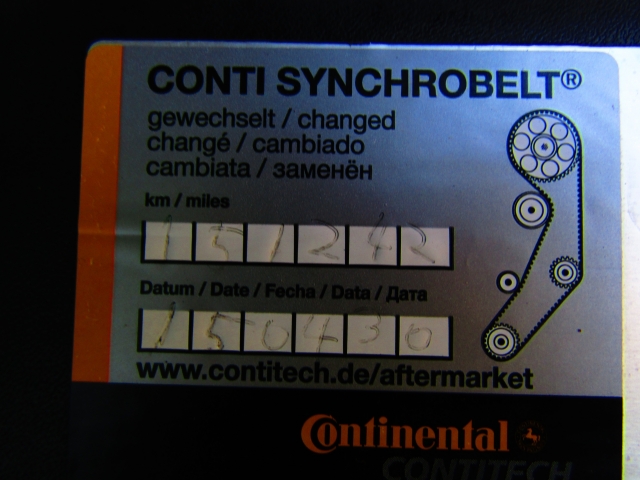 CONTI SYNCHROBELT®
gewechselt / changed
changé / cambiado
cambiata / заменён
km / miles
151242
Datum / Date / Fecha / Data / Дата
150430
www.contitech.de/aftermarket
Continental
CONTITECH